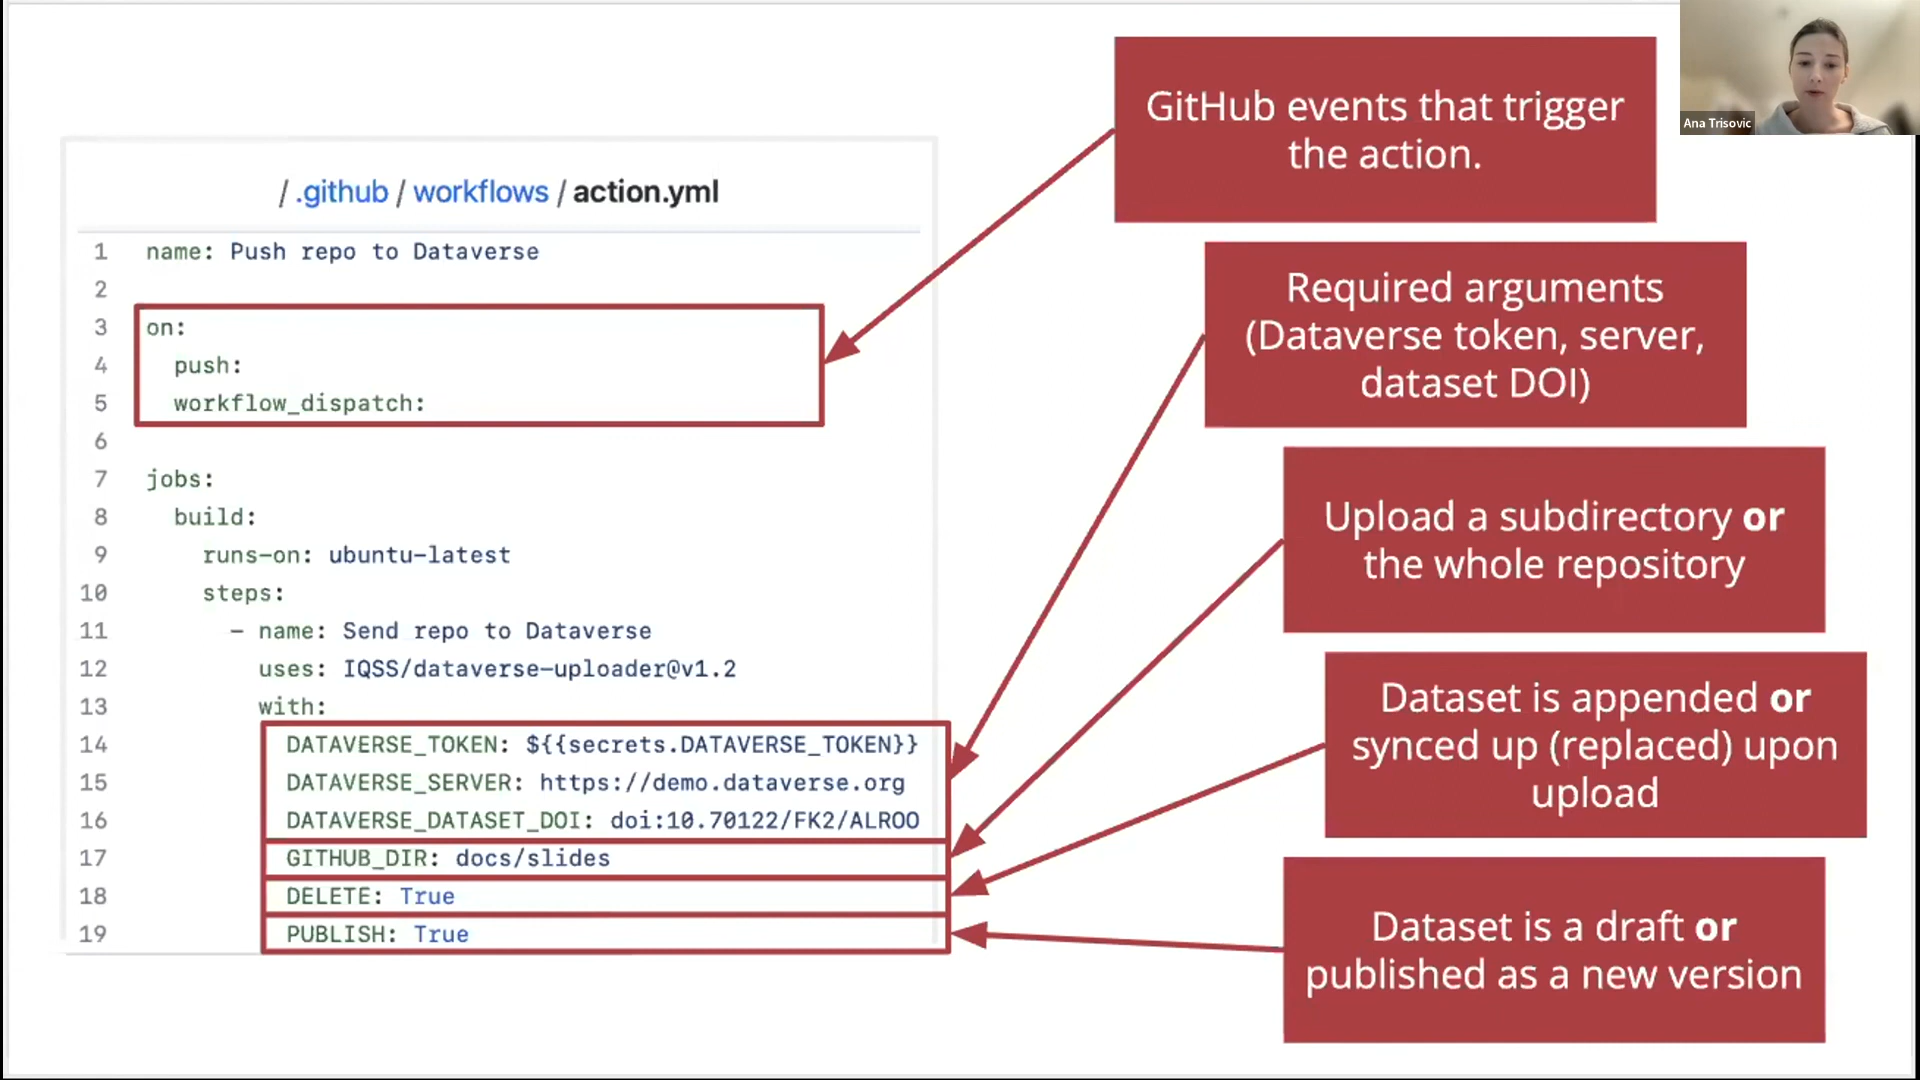 / .github / workflows / action.yml
1 name: Push repo to Dataverse
2
3 on:
4 push:
5 workflow_dispatch:
6
7 jobs:
8 build:
9 runs-on: ubuntu-latest
10 steps:
11 - name: Send repo to Dataverse
12 uses: IQSS/dataverse-uploader@v1.2
13 with:
14 DATAVERSE_TOKEN: ${{secrets.DATAVERSE_TOKEN}}
15 DATAVERSE_SERVER: https://demo.dataverse.org
16 DATAVERSE_DATASET_DOI: doi:10.70122/FK2/ALROO
17 GITHUB_DIR: docs/slides
18 DELETE: True
19 PUBLISH: True
GitHub events that trigger
the action.
Required arguments
(Dataverse token, server,
dataset DOI)
Upload a subdirectory or
the whole repository
Dataset is appended or
synced up (replaced) upon
upload
Dataset is a draft or
published as a new version
Ana Trisovic